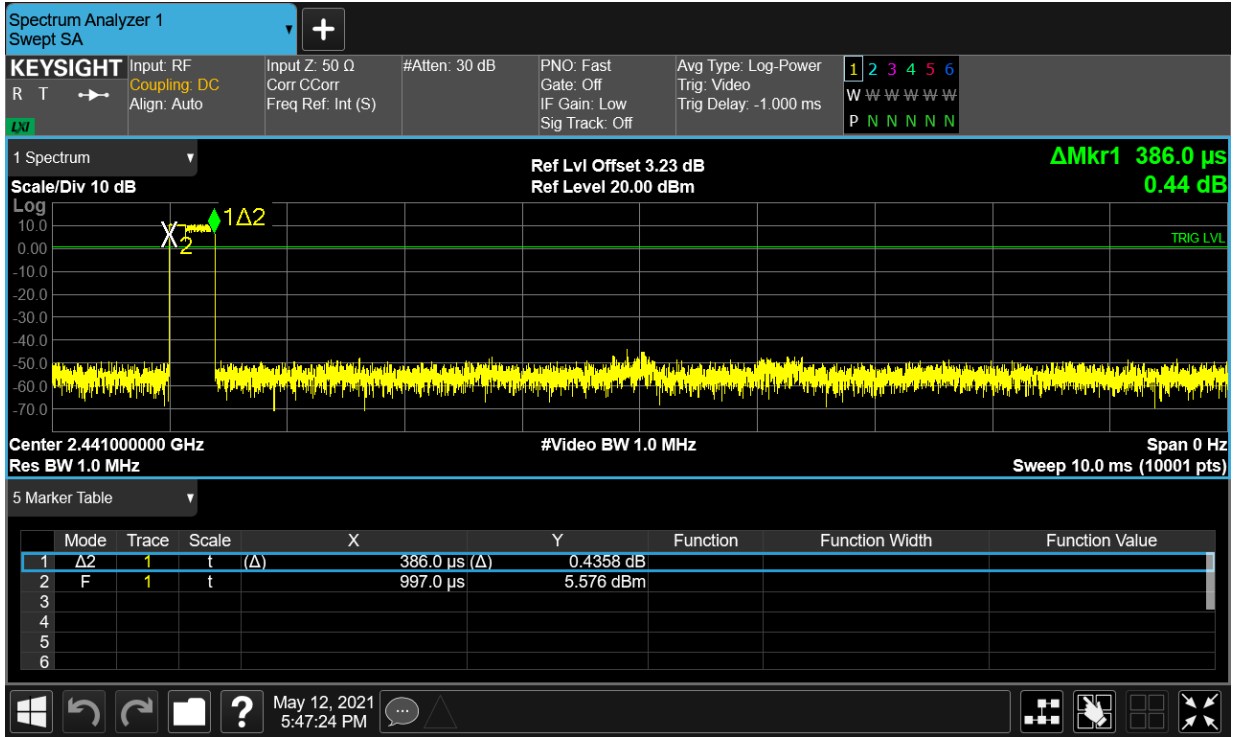 Spectrum Analyzer 1
Swept SA
KEYSIGHT
R T
LXI
Input: RF
Coupling: DC
Align: Auto
Input Z: 50 Ω
Corr CCorr
Freq Ref: Int (S)
#Atten: 30 dB
PNO: Fast
Gate: Off
IF Gain: Low
Sig Track: Off
Avg Type: Log-Power
Trig: Video
Trig Delay: -1.000 ms
1 2 3 4 5 6
W W W W W W
P N N N N N
1 Spectrum
Scale/Div 10 dB
Ref Lvl Offset 3.23 dB
Ref Level 20.00 dBm
ΔMkr1 386.0 µs
0.44 dB
Log
10.0
0.00
-10.0
-20.0
-30.0
-40.0
-50.0
-60.0
-70.0
1Δ2
X2
TRIG LVL
Center 2.441000000 GHz
Res BW 1.0 MHz
#Video BW 1.0 MHz
Span 0 Hz
Sweep 10.0 ms (10001 pts)
5 Marker Table
Mode Trace Scale X Y Function Function Width Function Value
1 Δ2 1 t (Δ) 386.0 µs (Δ) 0.4358 dB
2 F 1 t 997.0 µs 5.576 dBm
3
4
5
6
?
May 12, 2021
5:47:24 PM